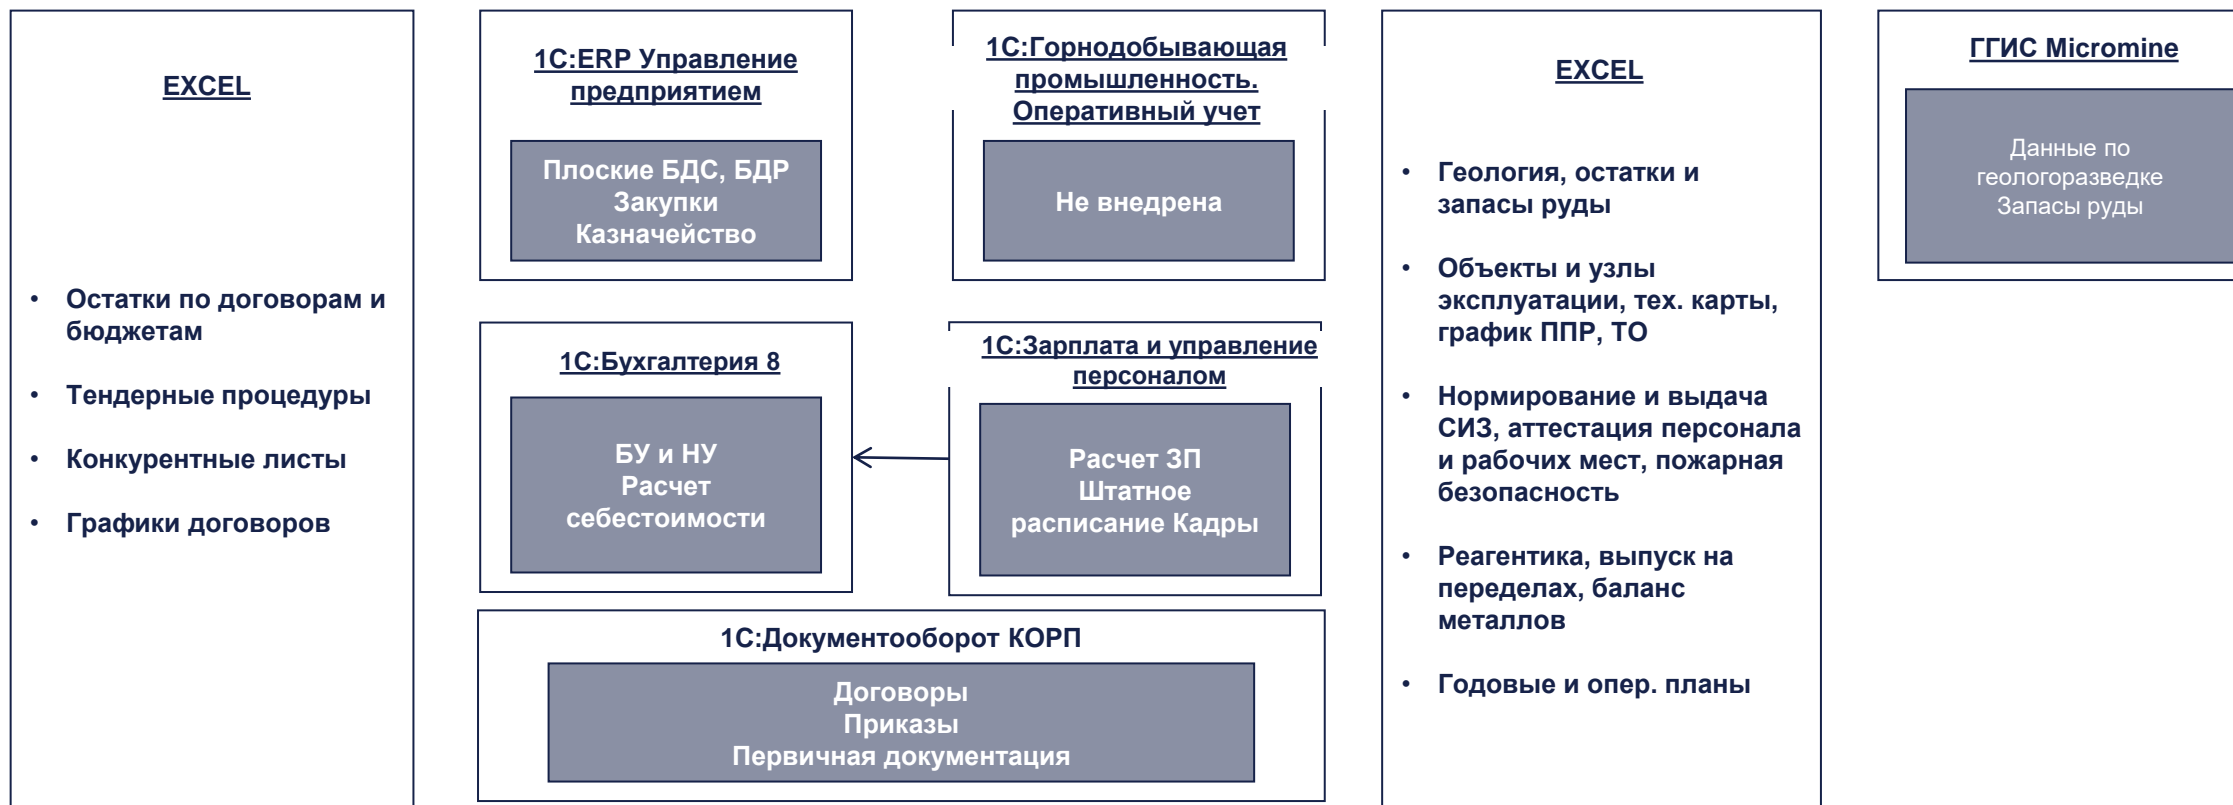 EXCEL
• Остатки по договорам и
бюджетам
• Тендерные процедуры
• Конкурентные листы
• Графики договоров
1С:ERP Управление
предприятием
Плоские БДС, БДР
Закупки
Казначейство
1С:Горнодобывающая
промышленность.
Оперативный учет
Не внедрена
1С:Бухгалтерия 8
БУ и НУ
Расчет
себестоимости
1С:Зарплата и управление
персоналом
Расчет ЗП
Штатное
расписание Кадры
1С:Документооборот КОРП
Договоры
Приказы
Первичная документация
EXCEL
• Геология, остатки и
запасы руды
• Объекты и узлы
эксплуатации, тех. карты,
график ППР, ТО
• Нормирование и выдача
СИЗ, аттестация персонала
и рабочих мест, пожарная
безопасность
• Реагентика, выпуск на
переделах, баланс
металлов
• Годовые и опер. планы
ГГИС Micromine
Данные по
геологоразведке
Запасы руды